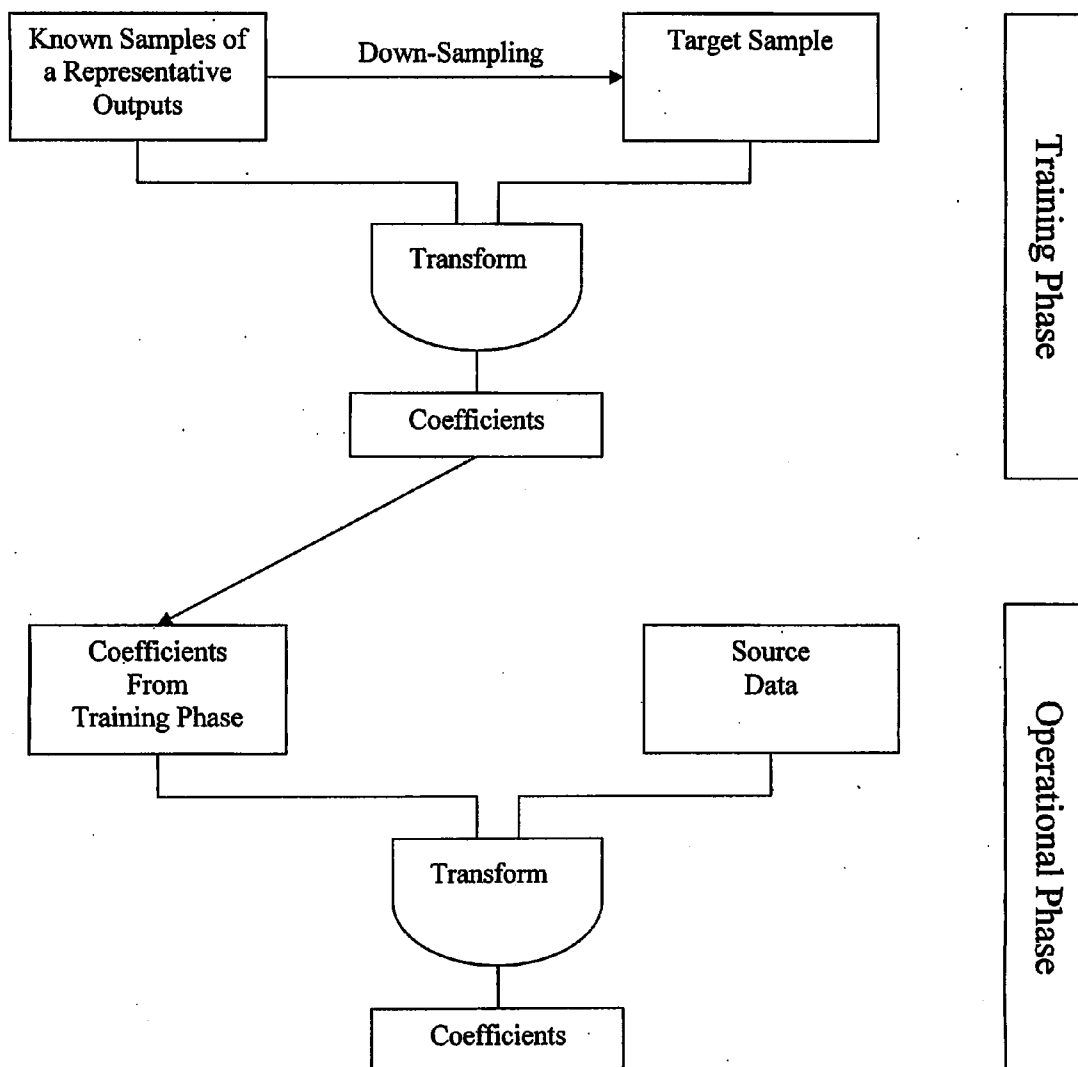 Known Samples of
a Representative
Outputs
Down-Sampling
Target Sample
Transform
Coefficients
Training Phase
Coefficients
From
Training Phase
Source
Data
Transform
Coefficients
Operational Phase